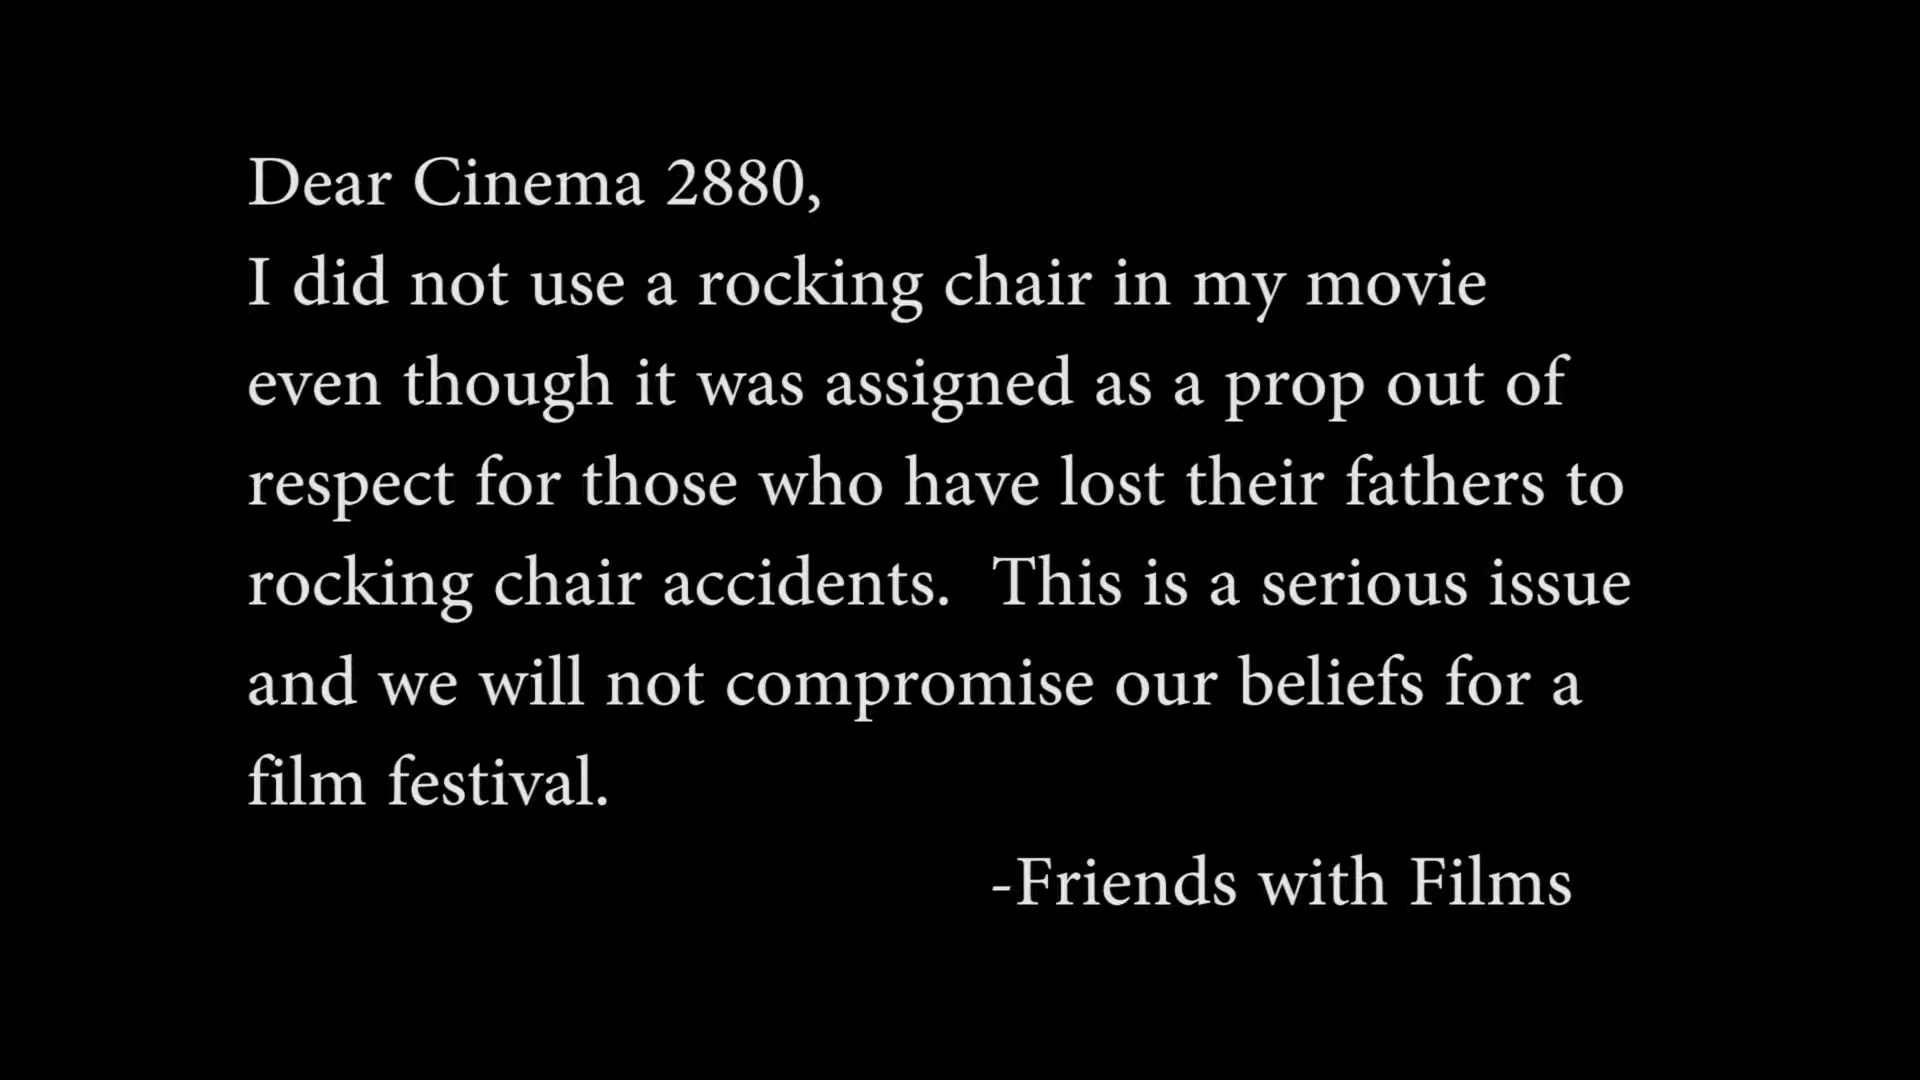 Dear Cinema 2880,
I did not use a rocking chair in my movie
even though it was assigned as a prop out of
respect for those who have lost their fathers to
rocking chair accidents.  This is a serious issue
and we will not compromise our beliefs for a
film festival.
-Friends with Films